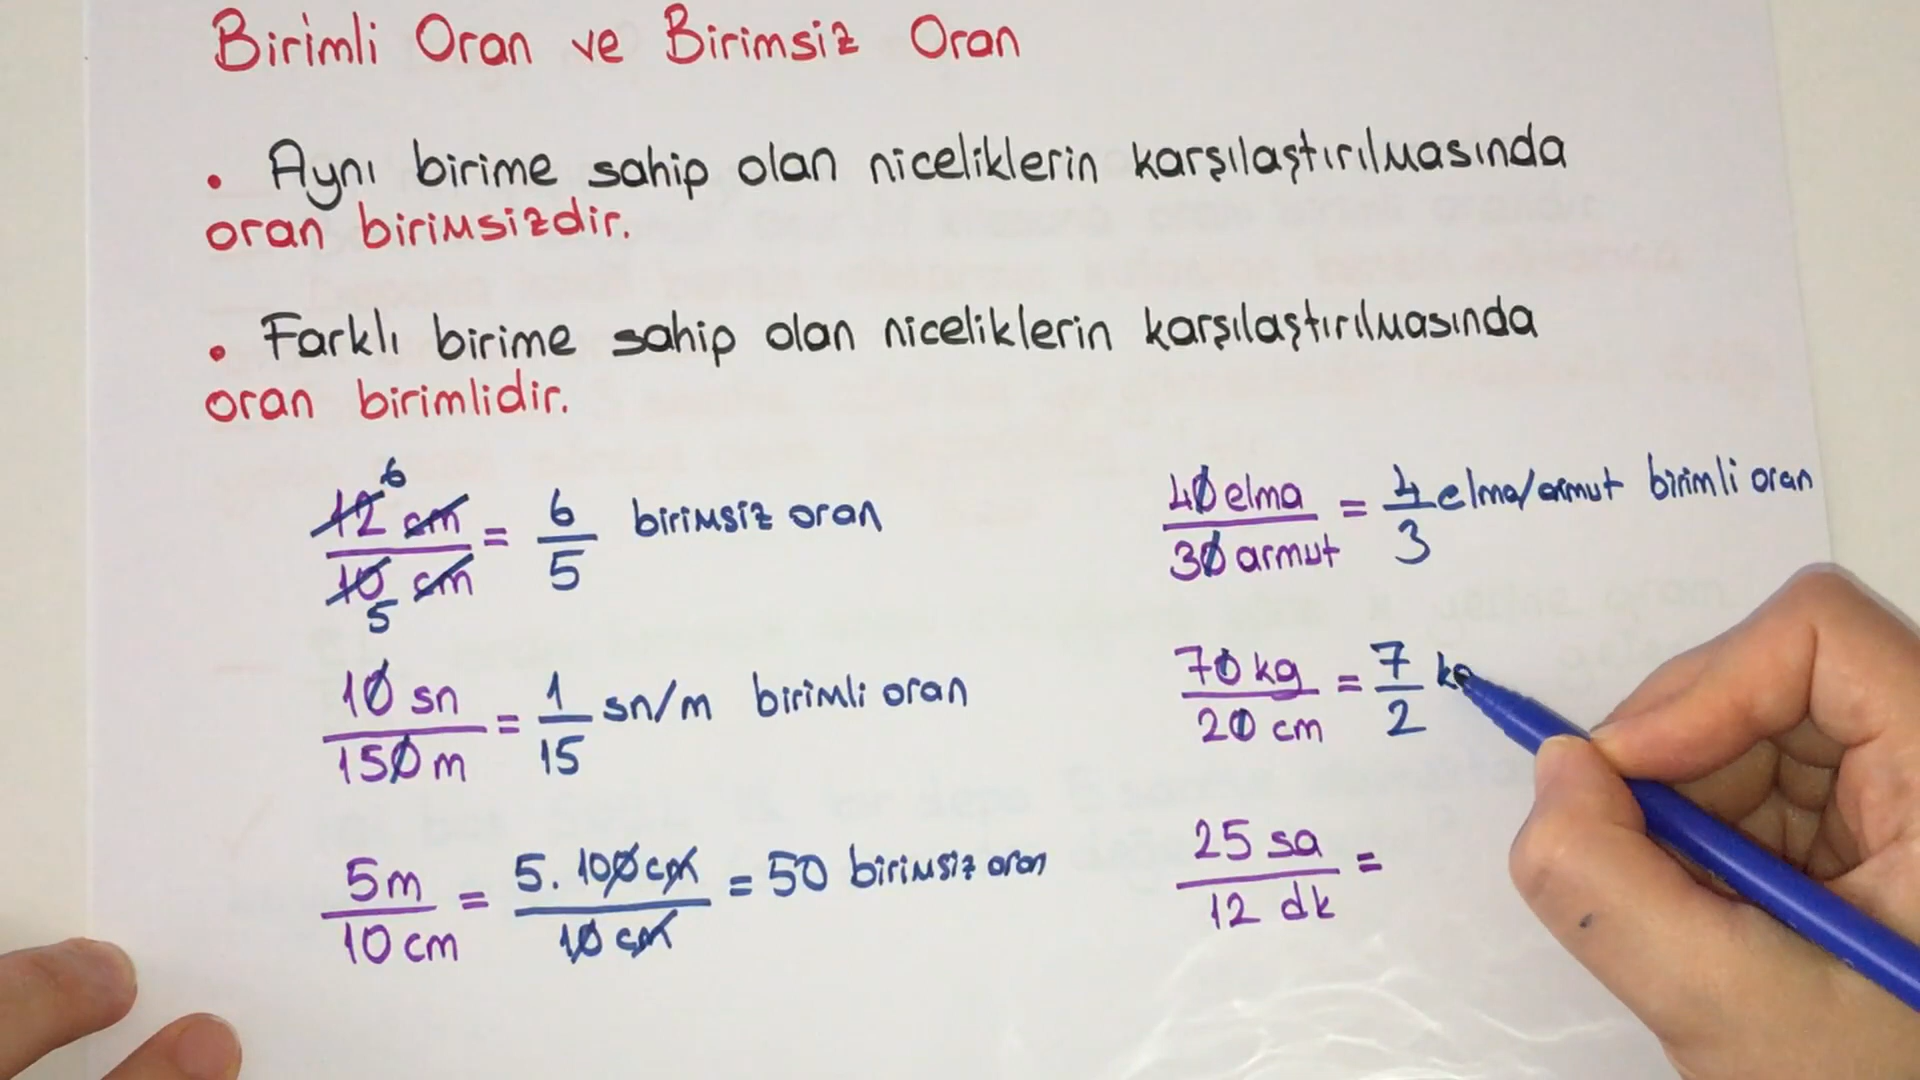 Birimli Oran ve Birimsiz Oran
• Aynı birime sahip olan niceliklerin karşılaştırılmasında
oran birimsizdir.
• Farklı birime sahip olan niceliklerin karşılaştırılmasında
oran birimlidir.
12 cm / 10 cm = 6/5 birimsiz oran
6
5
10 sn / 150 m = 1/15 sn/m birimli oran
5m / 10 cm = 5. 100 cm / 10 cm = 50 birimsiz oran
40 elma / 30 armut = 4/3 elma/armut birimli oran
70 kg / 20 cm = 7/2
25 sa / 12 dk =